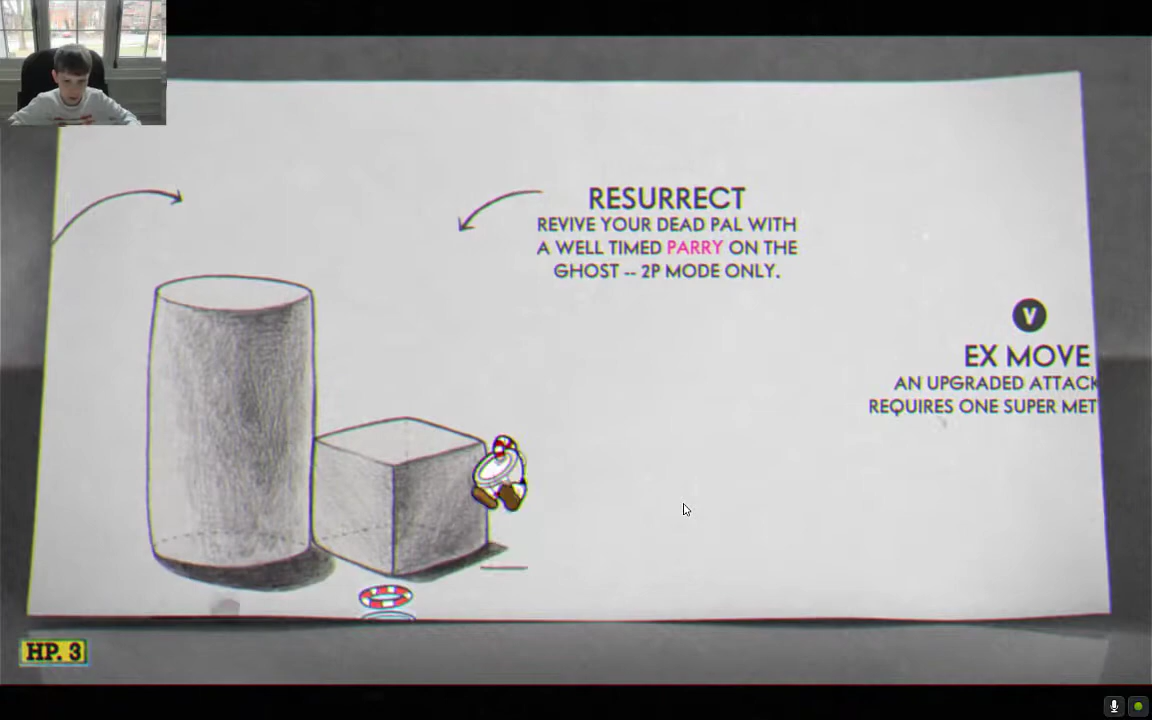 RESURRECT
REVIVE YOUR DEAD PAL WITH
A WELL TIMED PARRY ON THE
GHOST -- 2P MODE ONLY.
V
EX MOVE
AN UPGRADED ATTACK
REQUIRES ONE SUPER MET
HP. 3